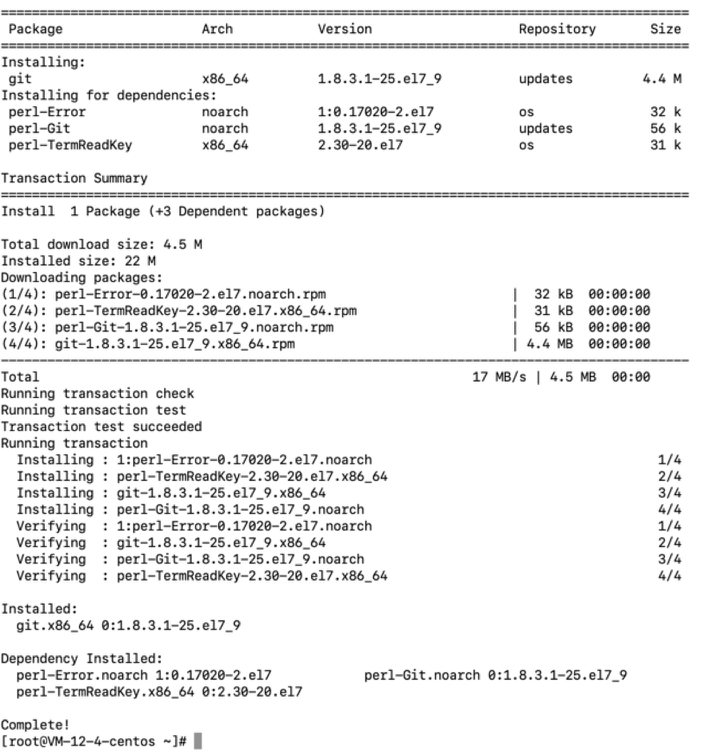 ================================================================================
Package Arch Version Repository Size
================================================================================
Installing:
git x86_64 1.8.3.1-25.el7_9 updates 4.4 M
Installing for dependencies:
perl-Error noarch 1:0.17020-2.el7 os 32 k
perl-Git noarch 1.8.3.1-25.el7_9 updates 56 k
perl-TermReadKey x86_64 2.30-20.el7 os 31 k
Transaction Summary
================================================================================
Install 1 Package (+3 Dependent packages)
Total download size: 4.5 M
Installed size: 22 M
Downloading packages:
(1/4): perl-Error-0.17020-2.el7.noarch.rpm | 32 kB 00:00:00
(2/4): perl-TermReadKey-2.30-20.el7.x86_64.rpm | 31 kB 00:00:00
(3/4): perl-Git-1.8.3.1-25.el7_9.noarch.rpm | 56 kB 00:00:00
(4/4): git-1.8.3.1-25.el7_9.x86_64.rpm | 4.4 MB 00:00:00
--------------------------------------------------------------------------------
Total 17 MB/s | 4.5 MB 00:00
Running transaction check
Running transaction test
Transaction test succeeded
Running transaction
Installing : 1:perl-Error-0.17020-2.el7.noarch 1/4
Installing : perl-TermReadKey-2.30-20.el7.x86_64 2/4
Installing : git-1.8.3.1-25.el7_9.x86_64 3/4
Installing : perl-Git-1.8.3.1-25.el7_9.noarch 4/4
Verifying : 1:perl-Error-0.17020-2.el7.noarch 1/4
Verifying : git-1.8.3.1-25.el7_9.x86_64 2/4
Verifying : perl-Git-1.8.3.1-25.el7_9.noarch 3/4
Verifying : perl-TermReadKey-2.30-20.el7.x86_64 4/4
Installed:
git.x86_64 0:1.8.3.1-25.el7_9
Dependency Installed:
perl-Error.noarch 1:0.17020-2.el7 perl-Git.noarch 0:1.8.3.1-25.el7_9
perl-TermReadKey.x86_64 0:2.30-20.el7
Complete!
[root@VM-12-4-centos ~]#